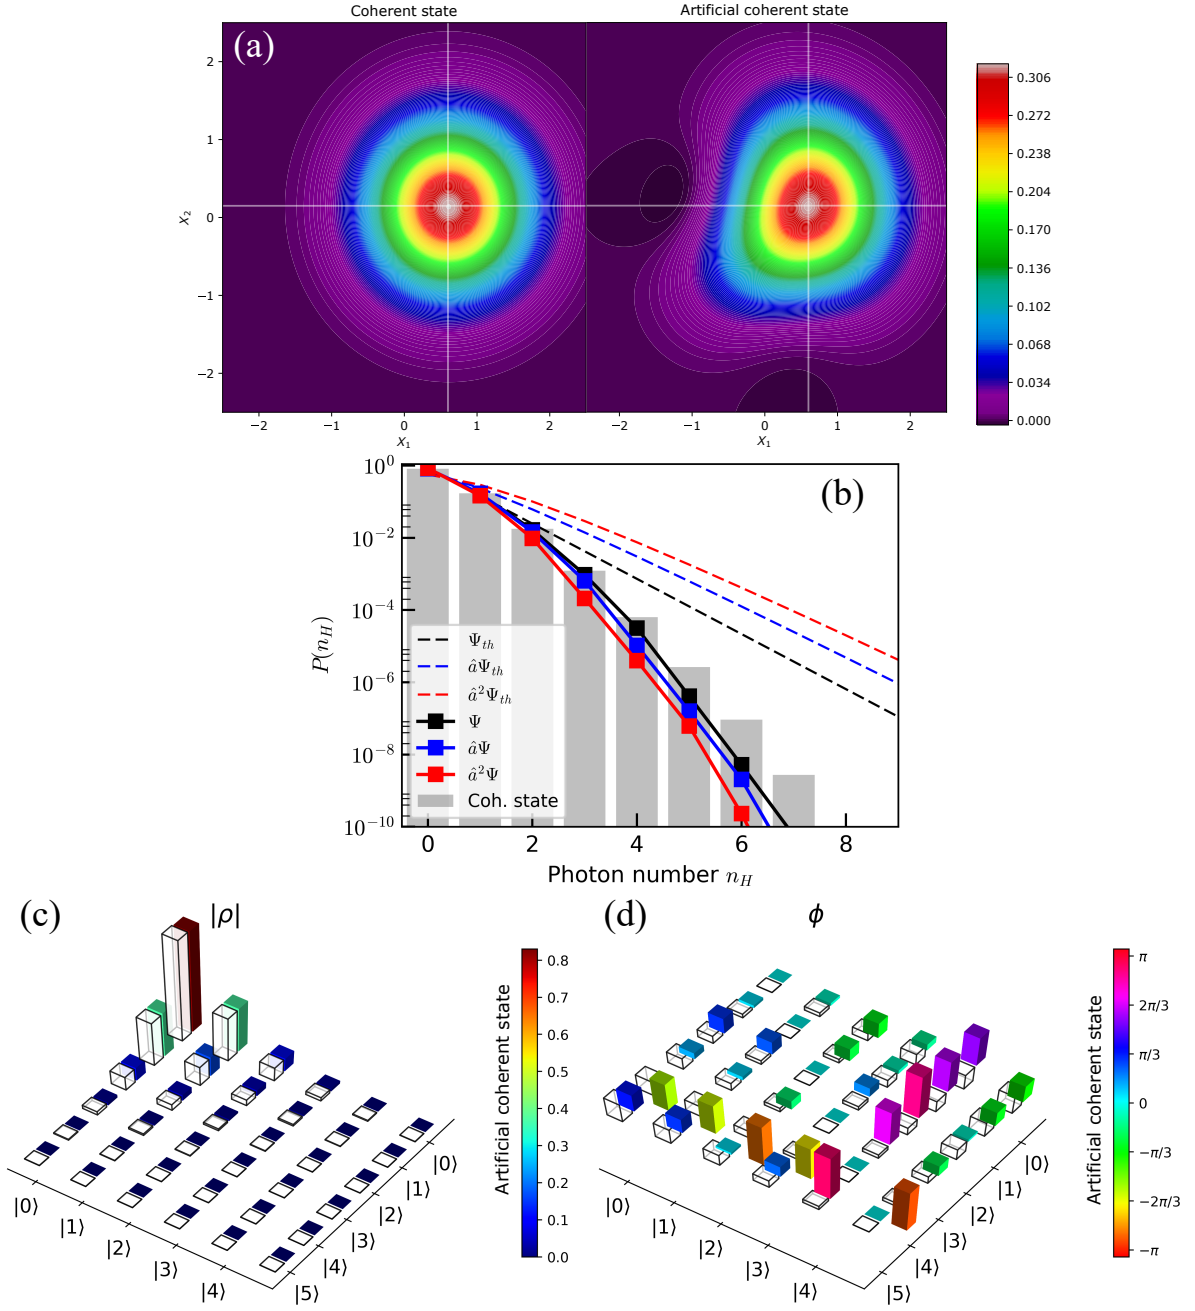 Coherent state
Artificial coherent state
(a)
2
1
0
−1
−2
X₂
−2
−1
0
1
2
X₁
−2
−1
0
1
2
X₁
0.306
0.272
0.238
0.204
0.170
0.136
0.102
0.068
0.034
0.000
(b)
10⁰
10⁻²
10⁻⁴
10⁻⁶
10⁻⁸
10⁻¹⁰
P(n_H)
Ψ_th
âΨ_th
â²Ψ_th
Ψ
âΨ
â²Ψ
Coh. state
0
2
4
6
8
Photon number n_H
(c)
|ρ|
|0⟩
|1⟩
|2⟩
|3⟩
|4⟩
|0⟩
|1⟩
|2⟩
|3⟩
|4⟩
|5⟩
Artificial coherent state
0.8
0.7
0.6
0.5
0.4
0.3
0.2
0.1
0.0
(d)
ϕ
|0⟩
|1⟩
|2⟩
|3⟩
|4⟩
|0⟩
|1⟩
|2⟩
|3⟩
|4⟩
|5⟩
Artificial coherent state
π
2π/3
π/3
0
−π/3
−2π/3
−π